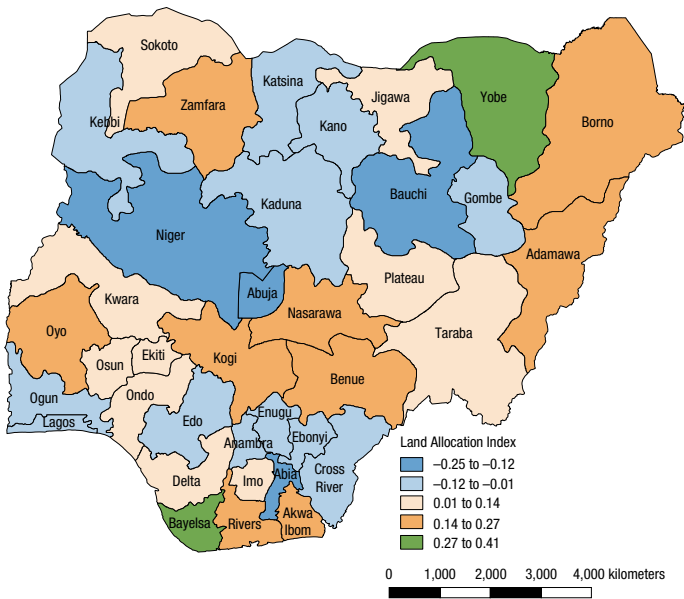 Sokoto
Katsina
Jigawa
Yobe
Borno
Zamfara
Kebbi
Kano
Bauchi
Gombe
Kaduna
Niger
Adamawa
Plateau
Abuja
Kwara
Nasarawa
Taraba
Oyo
Kogi
Ekiti
Osun
Benue
Ondo
Ogun
Lagos
Edo
Enugu
Anambra
Ebonyi
Cross
River
Delta
Imo
Abia
Bayelsa
Rivers
Akwa
Ibom
Land Allocation Index
–0.25 to –0.12
–0.12 to –0.01
0.01 to 0.14
0.14 to 0.27
0.27 to 0.41
0 1,000 2,000 3,000 4,000 kilometers